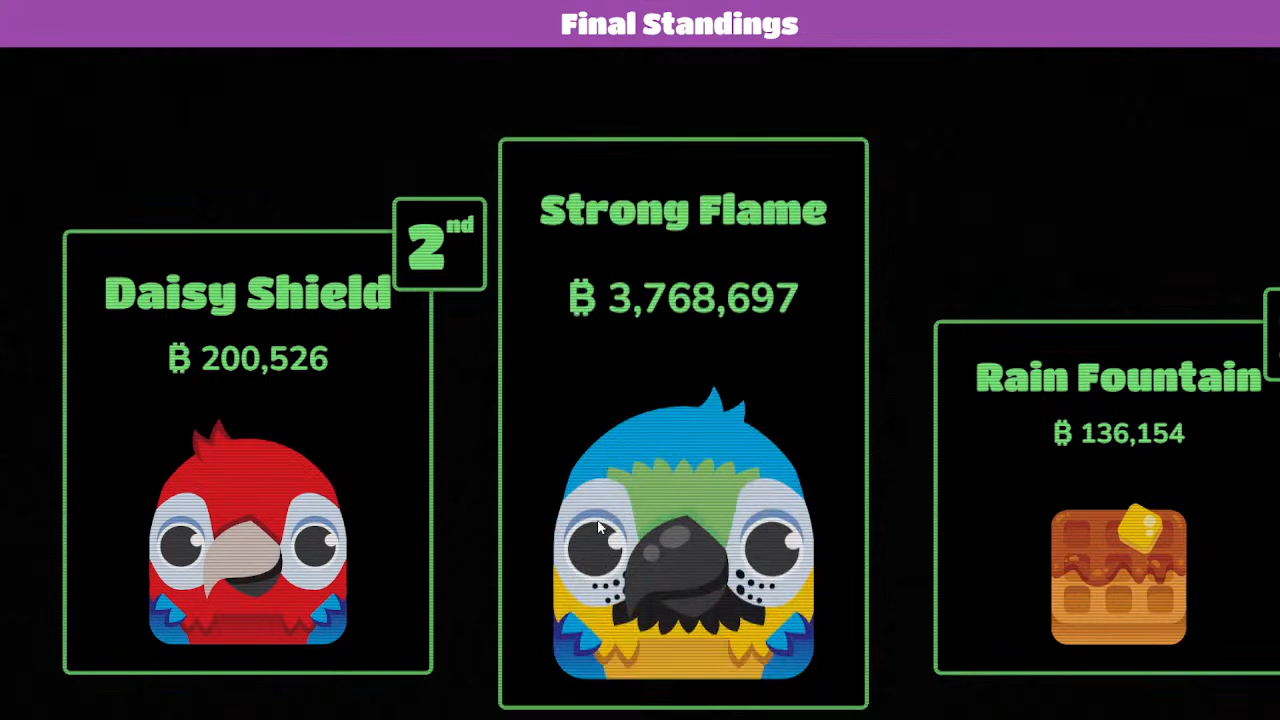 Final Standings
2nd
Daisy Shield
₿ 200,526
Strong Flame
₿ 3,768,697
Rain Fountain
₿ 136,154